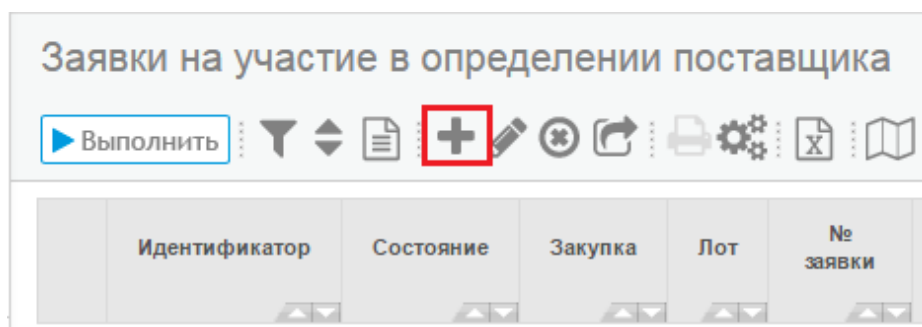 Заявки на участие в определении поставщика
Выполнить
X
Идентификатор Состояние Закупка Лот №
заявки